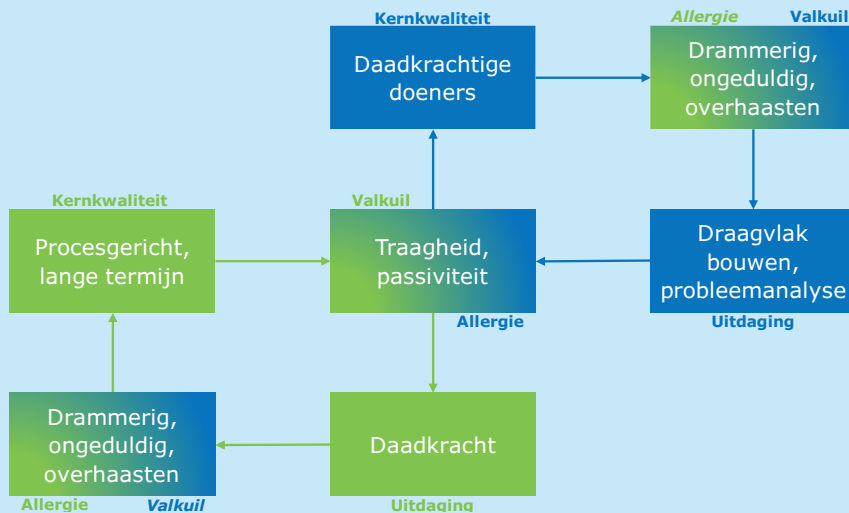 Kernkwaliteit
Daadkrachtige
doeners
Allergie
Valkuil
Drammerig,
ongeduldig,
overhaasten
Kernkwaliteit
Procesgericht,
lange termijn
Valkuil
Traagheid,
passiviteit
Allergie
Draagvlak
bouwen,
probleemanalyse
Uitdaging
Drammerig,
ongeduldig,
overhaasten
Allergie
Valkuil
Daadkracht
Uitdaging